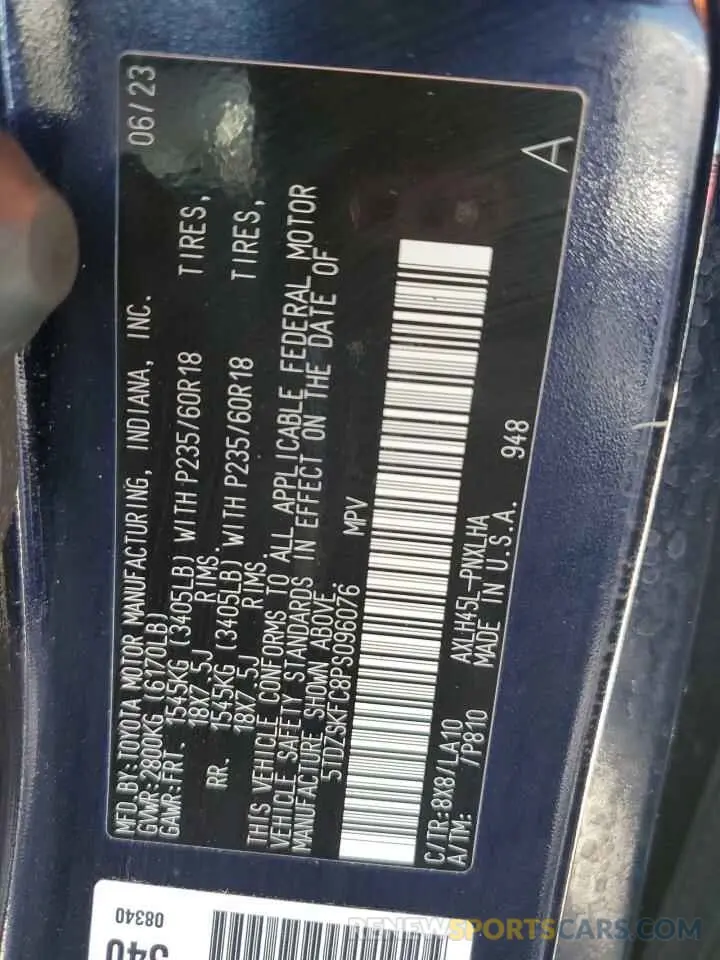 MFD.BY:TOYOTA MOTOR MANUFACTURING, INDIANA, INC. 06/23
GVWR:2800KG (6170LB)
GAWR:FRT. 1545KG (3405LB) WITH P235/60R18 TIRES,
18X7.5J RIMS.
RR. 1545KG (3405LB) WITH P235/60R18 TIRES,
18X7.5J RIMS.
THIS VEHICLE CONFORMS TO ALL APPLICABLE FEDERAL MOTOR
VEHICLE SAFETY STANDARDS IN EFFECT ON THE DATE OF
MANUFACTURE SHOWN ABOVE.
5TDZSKFC8PS096076 MPV
C/TR:8X8/LA10 AXLH45L-PNXLHA
A/TM: /P810 MADE IN U.S.A. 948
A
08340
340
RENEWSPORTSCARS.COM